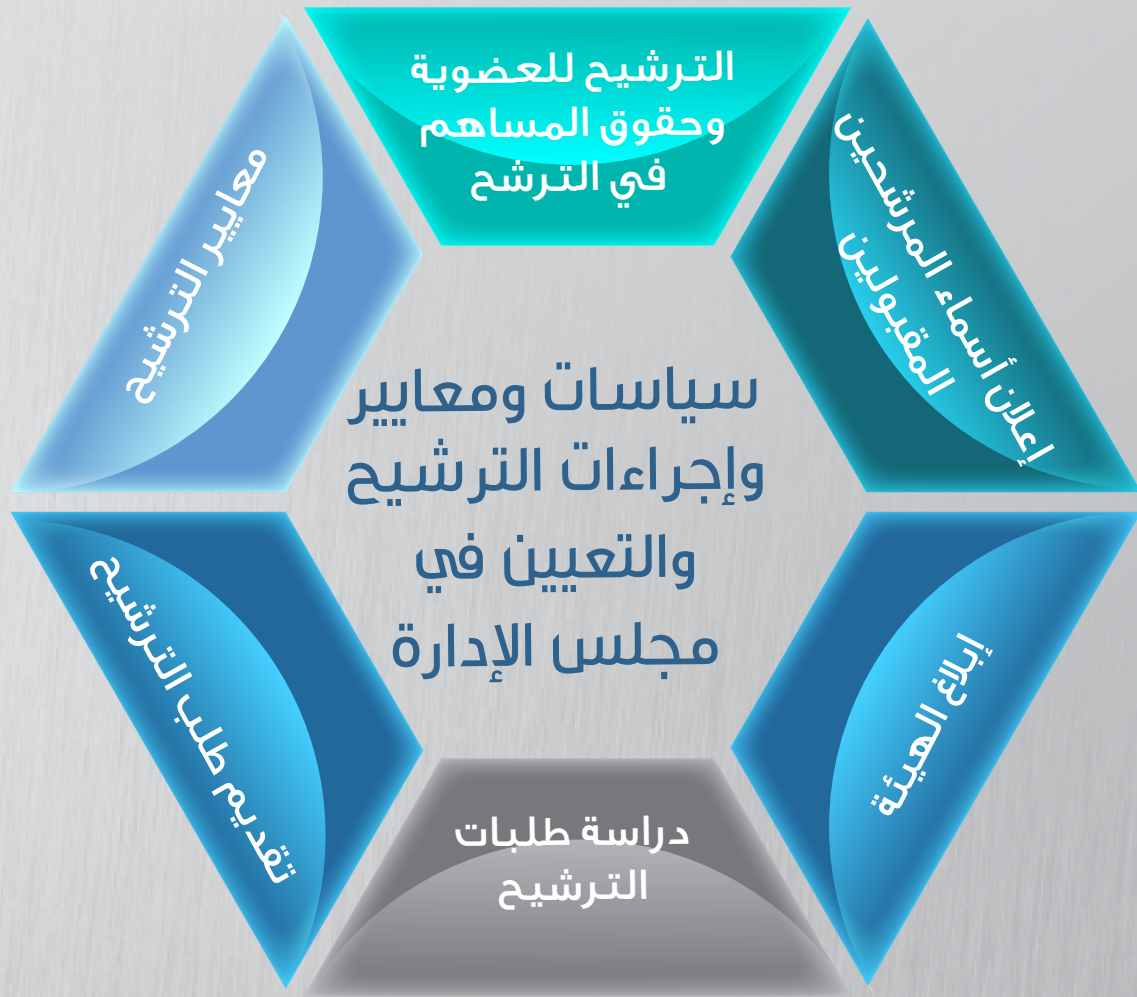 الترشيح للعضوية
وحقوق المساهم
في الترشح
معايير الترشيح
إعلان أسماء المرشحين
المقبولين
سياسات ومعايير
وإجراءات الترشيح
والتعيين في
مجلس الإدارة
تقديم طلب الترشيح
إبلاغ الهيئة
دراسة طلبات
الترشيح